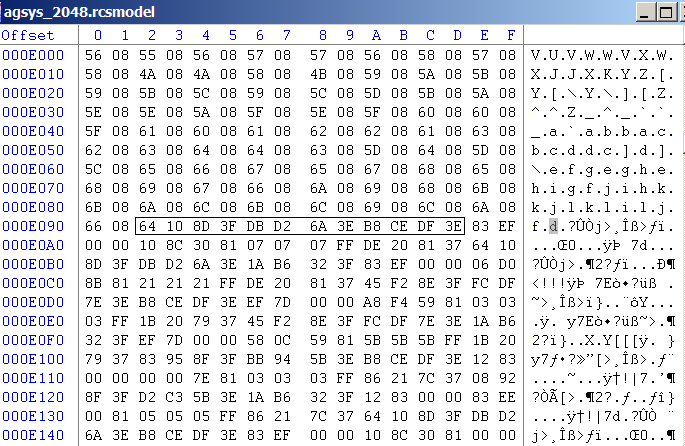 agsys_2048.rcsmodel
Offset 0 1 2 3 4 5 6 7 8 9 A B C D E F
000E000 56 08 55 08 56 08 57 08 57 08 56 08 58 08 57 08 V.U.V.W.W.V.X.W.
000E010 58 08 4A 08 4A 08 58 08 4B 08 59 08 5A 08 5B 08 X.J.J.X.K.Y.Z.[.
000E020 59 08 5B 08 5C 08 59 08 5C 08 5D 08 5B 08 5A 08 Y.[.\.Y.\.].[.Z.
000E030 5E 08 5E 08 5A 08 5F 08 5E 08 5F 08 60 08 60 08 ^.^.Z._.^._.`.`.
000E040 5F 08 61 08 60 08 61 08 62 08 62 08 61 08 63 08 _.a.`.a.b.b.a.c.
000E050 62 08 63 08 64 08 64 08 63 08 5D 08 64 08 5D 08 b.c.d.d.c.].d.].
000E060 5C 08 65 08 66 08 67 08 65 08 67 08 68 08 65 08 \.e.f.g.e.g.h.e.
000E070 68 08 69 08 67 08 66 08 6A 08 69 08 68 08 6B 08 h.i.g.f.j.i.h.k.
000E080 6B 08 6A 08 6C 08 6B 08 6C 08 69 08 6C 08 6A 08 k.j.l.k.l.i.l.j.
000E090 66 08 64 10 8D 3F DB D2 6A 3E B8 CE DF 3E 83 EF f.d.?ÛÒj>¸Îß>ƒï
000E0A0 00 00 10 8C 30 81 07 07 07 FF DE 20 81 37 64 10 ...Œ0...ÿÞ 7d.
000E0B0 8D 3F DB D2 6A 3E 1A B6 32 3F 83 EF 00 00 06 D0 ?ÛÒj>.¶2?ƒï...Ð
000E0C0 8B 81 21 21 21 FF DE 20 81 37 45 F2 8E 3F FC DF ‹!!!ÿÞ 7Eò•?üß
000E0D0 7E 3E B8 CE DF 3E EF 7D 00 00 A8 F4 59 81 03 03 ~>¸Îß>ï}..¨ôY..
000E0E0 03 FF 1B 20 79 37 45 F2 8E 3F FC DF 7E 3E 1A B6 .ÿ. y7Eò•?üß~>.¶
000E0F0 32 3F EF 7D 00 00 58 0C 59 81 5B 5B 5B FF 1B 20 2?ï}..X.Y[[[ÿ.
000E100 79 37 83 95 8F 3F BB 94 5B 3E B8 CE DF 3E 12 83 y7ƒ•?»”[>¸Îß>.ƒ
000E110 00 00 00 00 7E 81 03 03 03 FF 86 21 7C 37 08 92 ....~...ÿ†!|7.’
000E120 8F 3F D2 C3 5B 3E 1A B6 32 3F 12 83 00 00 83 EE ?ÒÃ[>.¶2?.ƒ..ƒî
000E130 00 00 81 05 05 05 FF 86 21 7C 37 64 10 8D 3F DB D2
000E140 6A 3E B8 CE DF 3E 83 EF 00 00 10 8C 30 81 00 00 j>¸Îß>ƒï...Œ0..